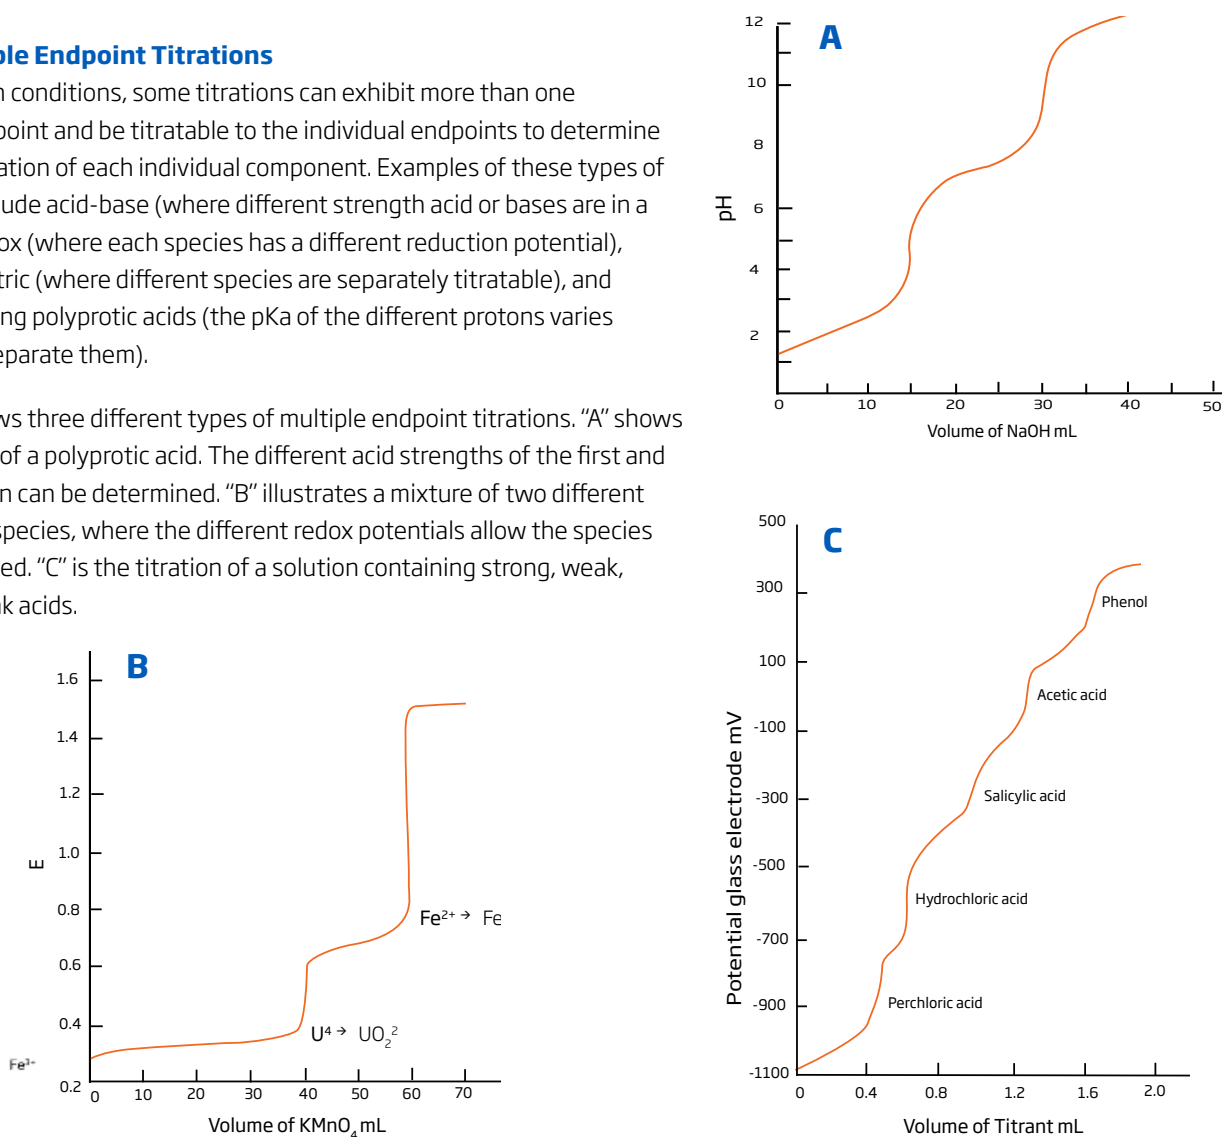 ple Endpoint Titrations
n conditions, some titrations can exhibit more than one
point and be titratable to the individual endpoints to determine
ation of each individual component. Examples of these types of
ude acid-base (where different strength acid or bases are in a
ox (where each species has a different reduction potential),
tric (where different species are separately titratable), and
ng polyprotic acids (the pKa of the different protons varies
eparate them).
ws three different types of multiple endpoint titrations. “A” shows
of a polyprotic acid. The different acid strengths of the first and
n can be determined. “B” illustrates a mixture of two different
species, where the different redox potentials allow the species
ed. “C” is the titration of a solution containing strong, weak,
k acids.
A
12
10
8
6
4
2
pH
0 10 20 30 40 50
Volume of NaOH mL
B
1.6
1.4
1.2
1.0
0.8
0.6
0.4
0.2
E
Fe²⁺ → Fe
U⁴ → UO₂²
Fe³⁻
0 10 20 30 40 50 60 70
Volume of KMnO₄ mL
C
500
300
100
-100
-300
-500
-700
-900
-1100
Potential glass electrode mV
Phenol
Acetic acid
Salicylic acid
Hydrochloric acid
Perchloric acid
0 0.4 0.8 1.2 1.6 2.0
Volume of Titrant mL